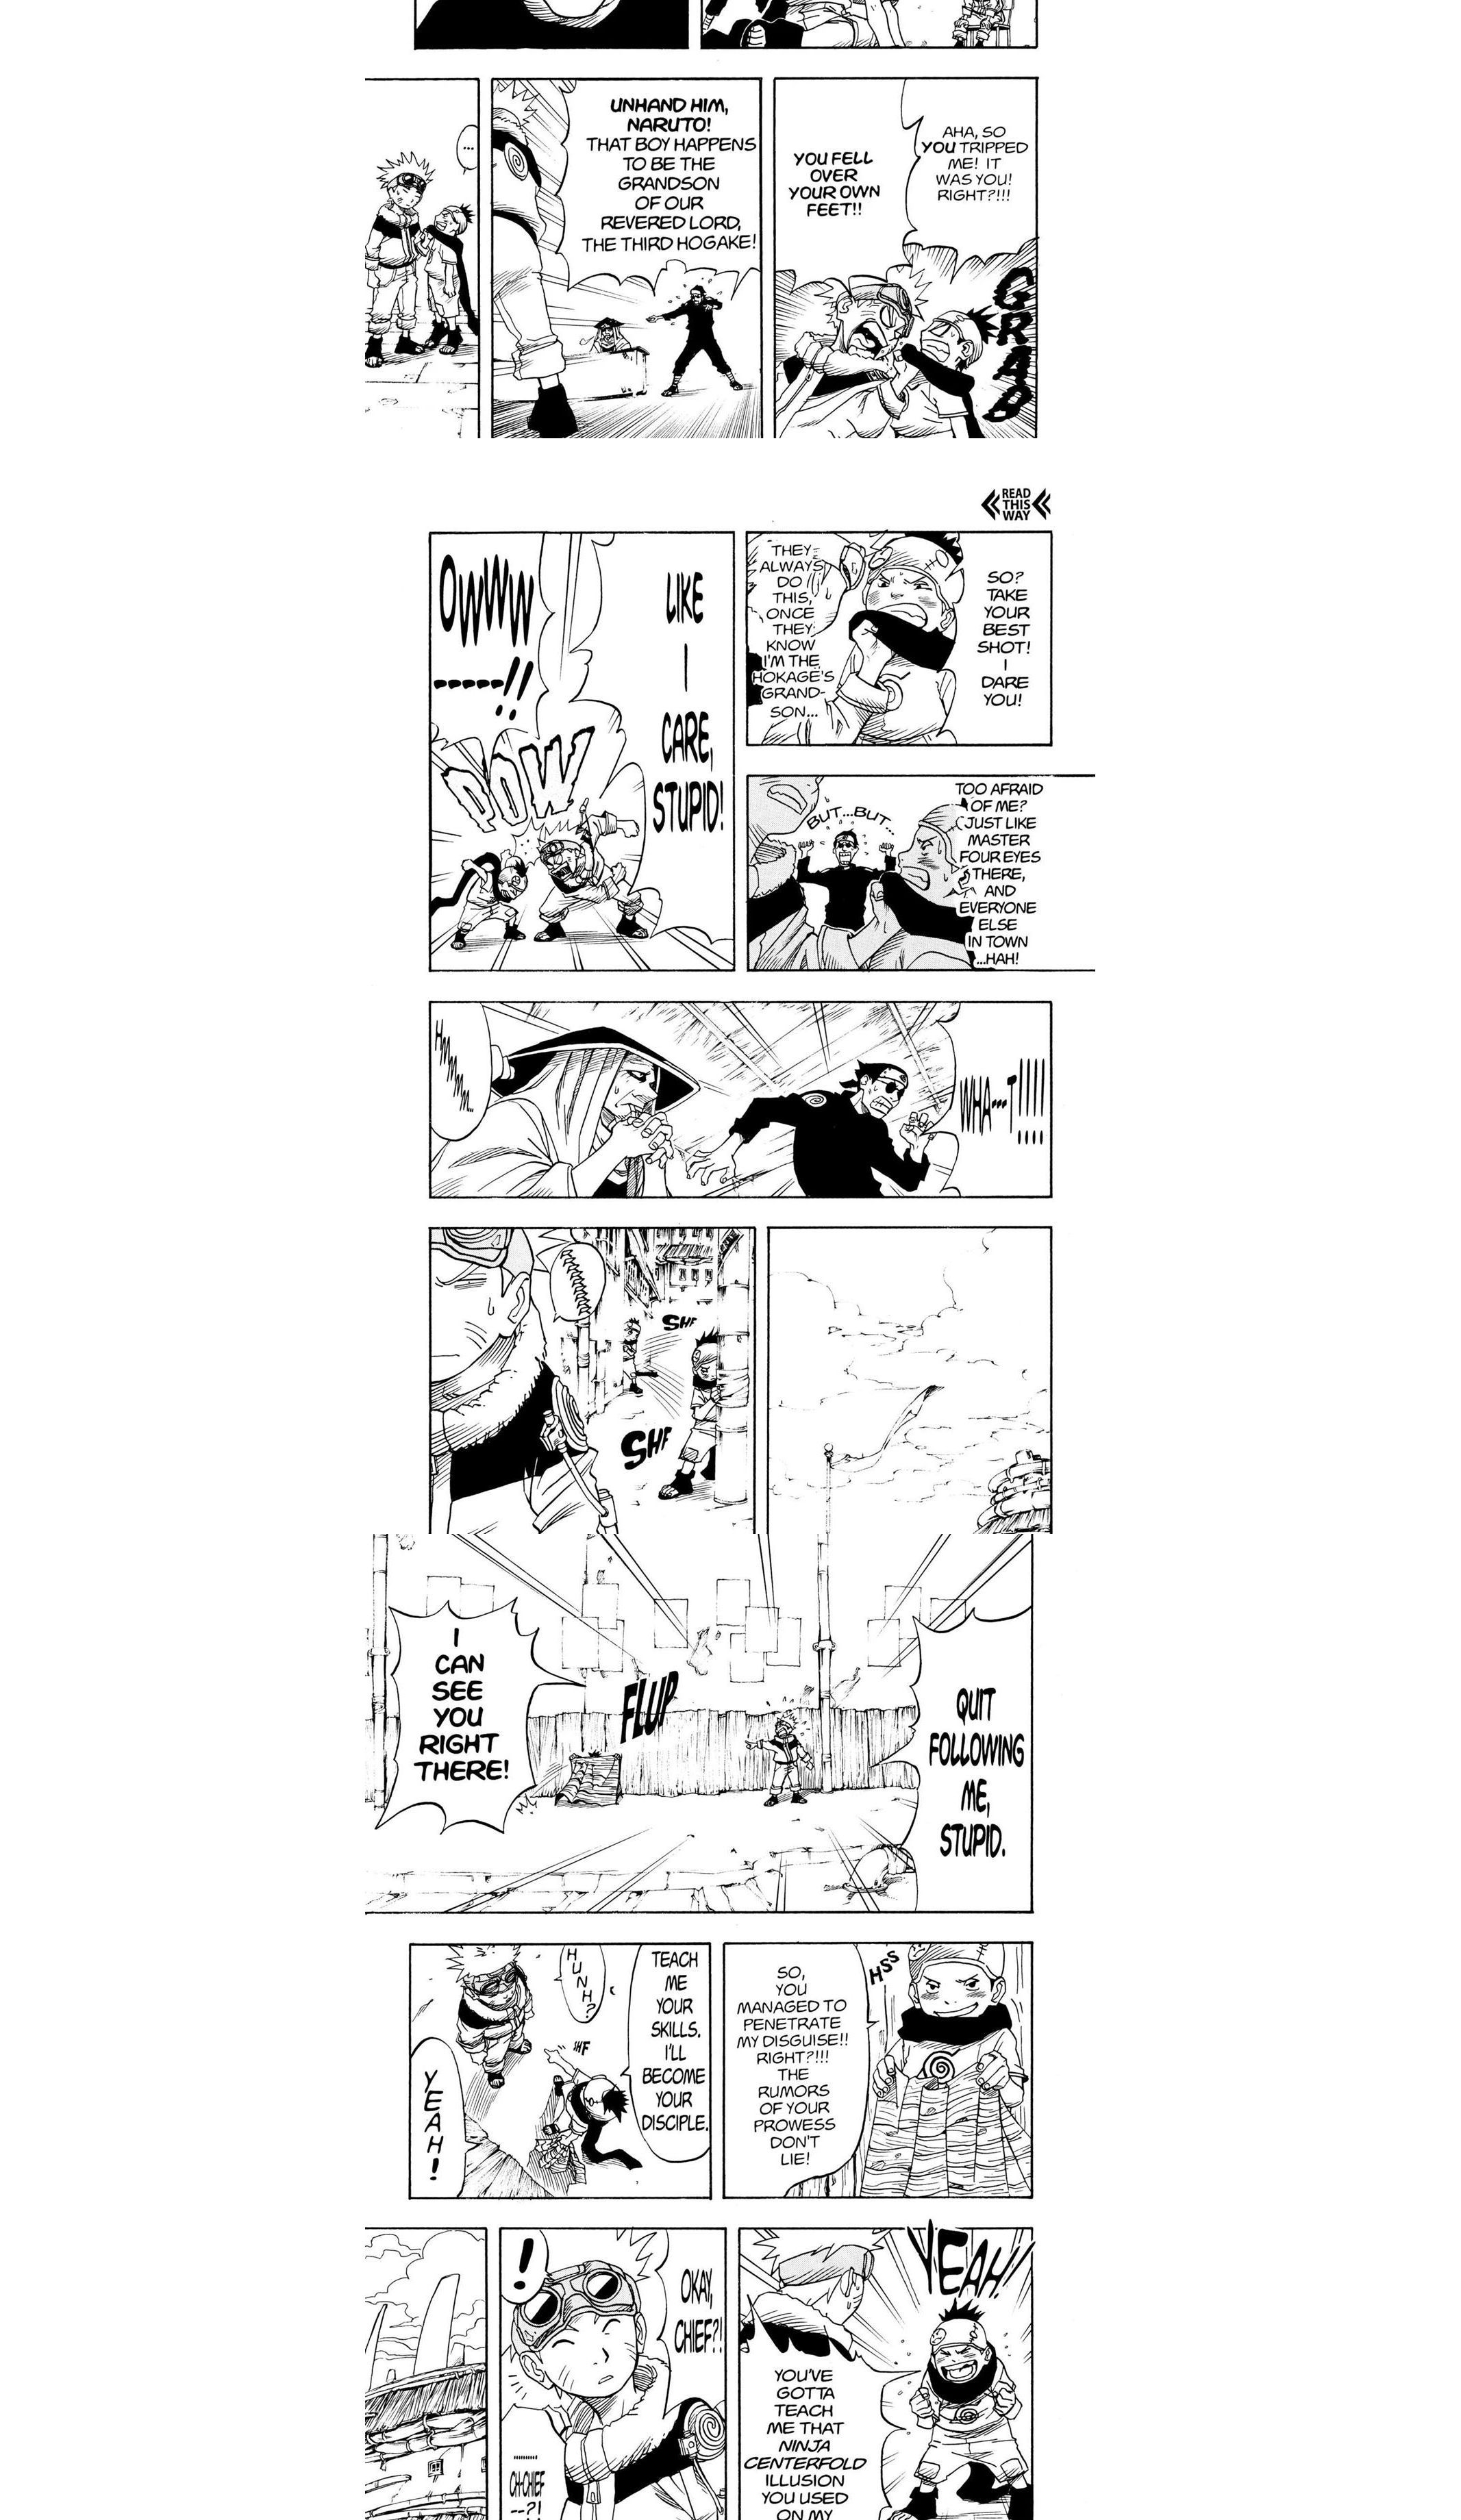 AHA, SO
YOU TRIPPED
ME! IT
WAS YOU!
RIGHT?!!!
YOU FELL
OVER
YOUR OWN
FEET!!
GRAB
UNHAND HIM,
NARUTO!
THAT BOY HAPPENS
TO BE THE
GRANDSON
OF OUR
REVERED LORD,
THE THIRD HOGAKE!
...
READ
THIS
WAY
SO?
TAKE
YOUR
BEST
SHOT!
I
DARE
YOU!
THEY
ALWAYS
DO
THIS,
ONCE
THEY
KNOW
I'M THE
HOKAGE'S
GRAND-
SON...
TOO AFRAID
OF ME?
JUST LIKE
MASTER
FOUR EYES
THERE,
AND
EVERYONE
ELSE
IN TOWN
...HAH!
BUT...BUT...
LIKE
I
CARE,
STUPID!
OWWW
-----!!
POW
WHA---T!!!!
HMMMM...
SHF
SHF
QUIT
FOLLOWING
ME,
STUPID.
FLUP
I
CAN
SEE
YOU
RIGHT
THERE!
HSS
SO,
YOU
MANAGED TO
PENETRATE
MY DISGUISE!!
RIGHT?!!!
THE
RUMORS
OF YOUR
PROWESS
DON'T
LIE!
TEACH
ME
YOUR
SKILLS.
I'LL
BECOME
YOUR
DISCIPLE.
HUNH?
SHF
YEAH!
YEAH!
YOU'VE
GOTTA
TEACH
ME THAT
NINJA
CENTERFOLD
ILLUSION
YOU USED
ON MY
OKAY,
CHIEF?!
!
.........
CH-CHIEF
--?!